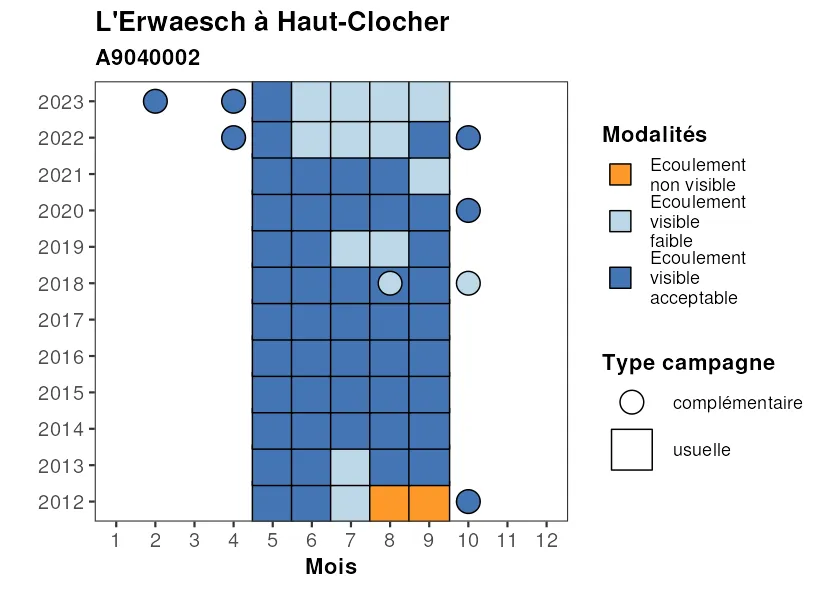 L'Erwaesch à Haut-Clocher
A9040002
2023
2022
2021
2020
2019
2018
2017
2016
2015
2014
2013
2012
1 2 3 4 5 6 7 8 9 10 11 12
Mois
Modalités
Ecoulement
non visible
Ecoulement
visible
faible
Ecoulement
visible
acceptable
Type campagne
complémentaire
usuelle